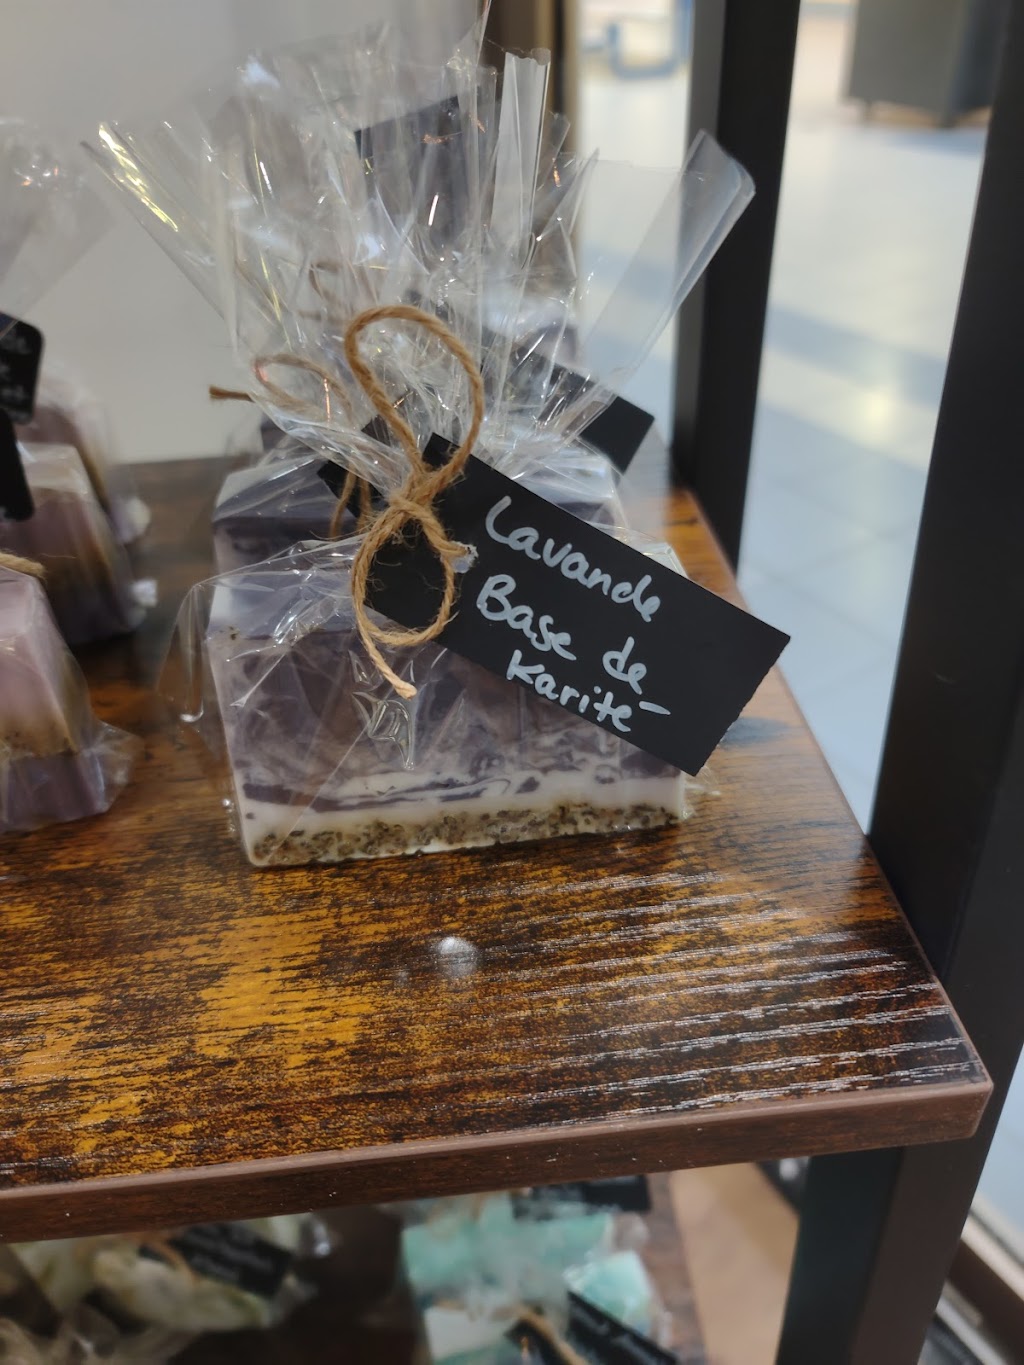 Lavande
Base de
Karité